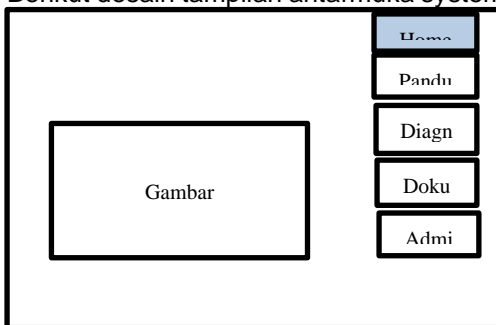 Berikut desain tampilan antarmuka system
Home
Pandu
Diagn
Gambar
Doku
Admi